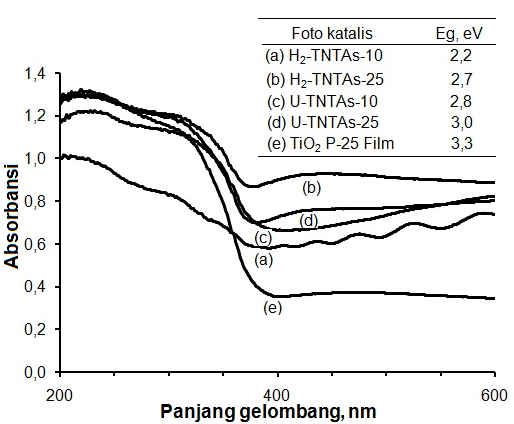 Foto katalis Eg, eV
(a) H₂-TNTAs-10 2,2
(b) H₂-TNTAs-25 2,7
(c) U-TNTAs-10 2,8
(d) U-TNTAs-25 3,0
(e) TiO₂ P-25 Film 3,3
1,4
1,2
1,0
0,8
0,6
0,4
0,2
0,0
Absorbansi
(b)
(d)
(c)
(a)
(e)
200 400 600
Panjang gelombang, nm